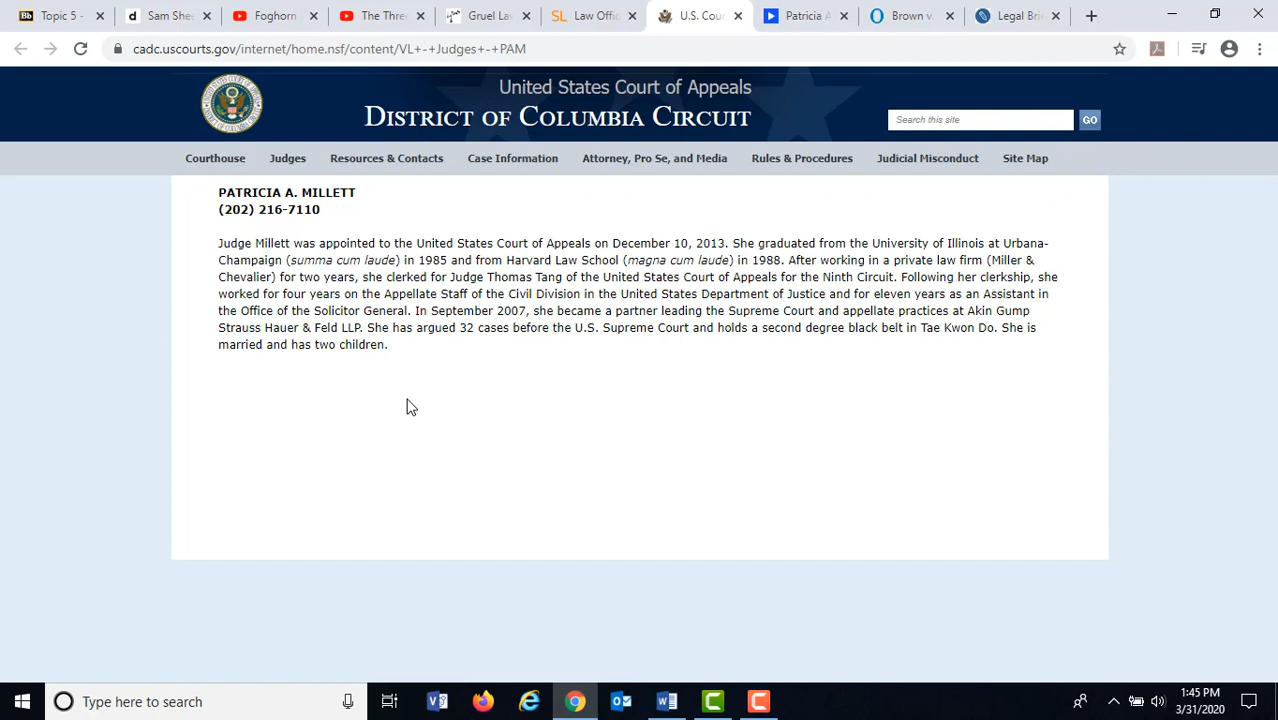 Topic 5 -
Sam Shee
Foghorn
The Three
Gruel Law
Law Offic
U.S. Cour
Patricia A
Brown v.
Legal Brie
cadc.uscourts.gov/internet/home.nsf/content/VL+-+Judges+-+PAM
United States Court of Appeals
DISTRICT OF COLUMBIA CIRCUIT
Search this site
GO
Courthouse
Judges
Resources & Contacts
Case Information
Attorney, Pro Se, and Media
Rules & Procedures
Judicial Misconduct
Site Map
PATRICIA A. MILLETT
(202) 216-7110
Judge Millett was appointed to the United States Court of Appeals on December 10, 2013. She graduated from the University of Illinois at Urbana-
Champaign (summa cum laude) in 1985 and from Harvard Law School (magna cum laude) in 1988. After working in a private law firm (Miller &
Chevalier) for two years, she clerked for Judge Thomas Tang of the United States Court of Appeals for the Ninth Circuit. Following her clerkship, she
worked for four years on the Appellate Staff of the Civil Division in the United States Department of Justice and for eleven years as an Assistant in
the Office of the Solicitor General. In September 2007, she became a partner leading the Supreme Court and appellate practices at Akin Gump
Strauss Hauer & Feld LLP. She has argued 32 cases before the U.S. Supreme Court and holds a second degree black belt in Tae Kwon Do. She is
married and has two children.
Type here to search
1:45 PM
3/31/2020